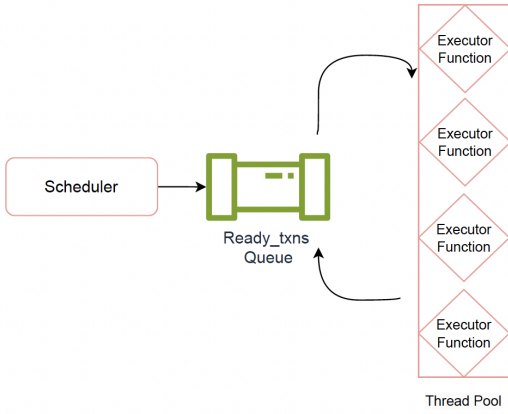 Executor
Function
Executor
Function
Scheduler
Ready_txns
Queue
Executor
Function
Executor
Function
Thread Pool